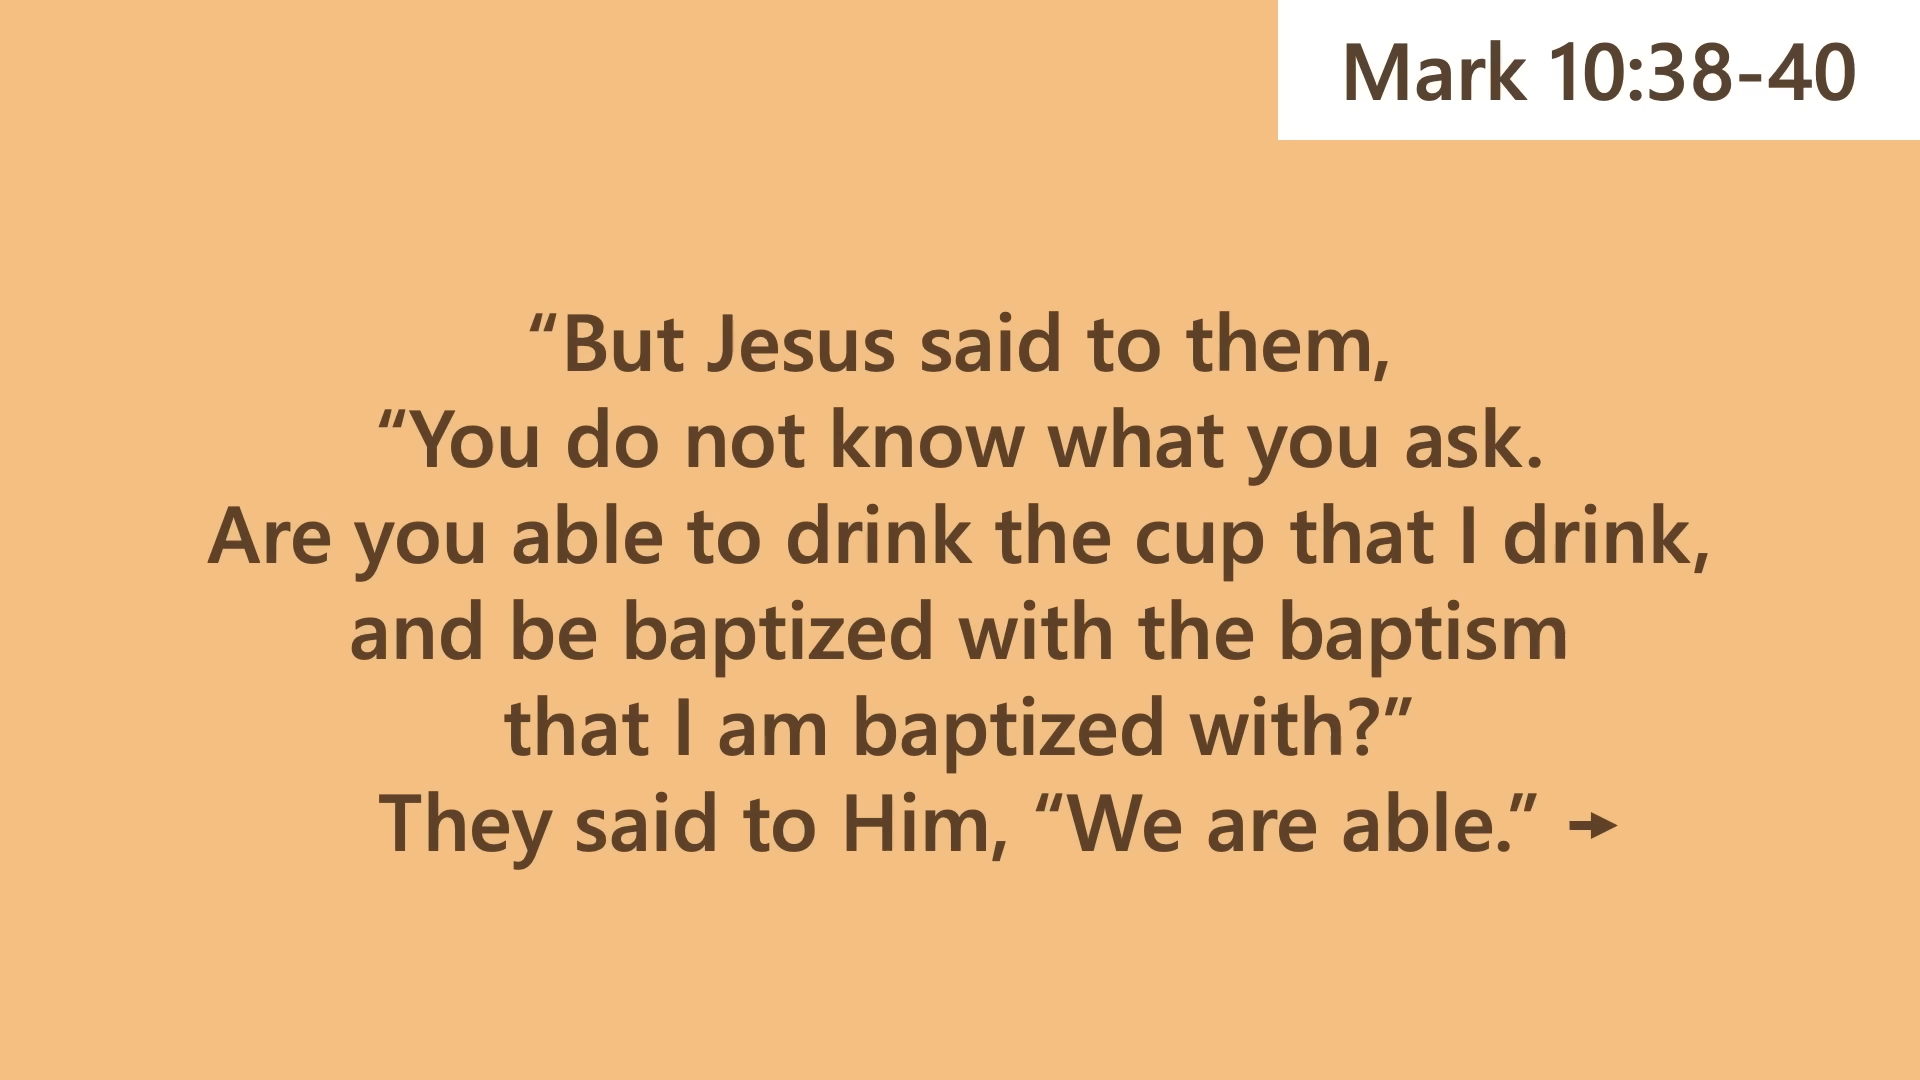 Mark 10:38-40
“But Jesus said to them,
“You do not know what you ask.
Are you able to drink the cup that I drink,
and be baptized with the baptism
that I am baptized with?”
They said to Him, “We are able.” ➞